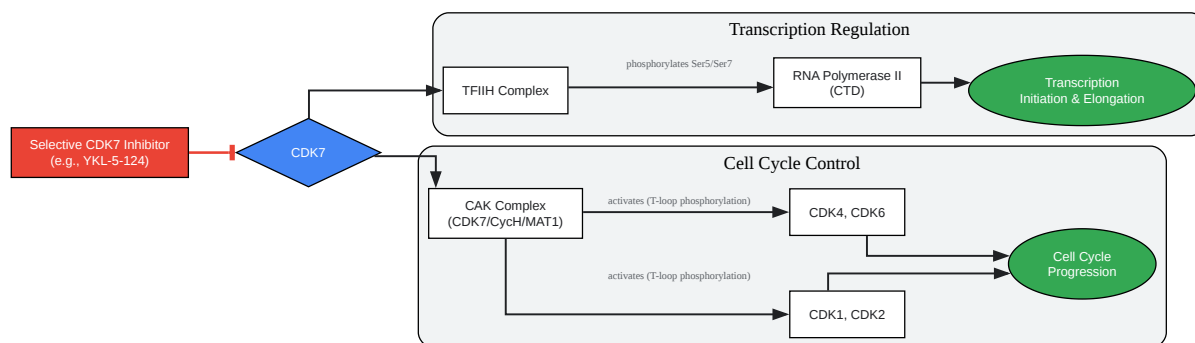 Transcription Regulation
phosphorylates Ser5/Ser7
TFIIH Complex
RNA Polymerase II
(CTD)
Transcription
Initiation & Elongation
Selective CDK7 Inhibitor
(e.g., YKL-5-124)
CDK7
Cell Cycle Control
CAK Complex
(CDK7/CycH/MAT1)
activates (T-loop phosphorylation)
CDK4, CDK6
activates (T-loop phosphorylation)
CDK1, CDK2
Cell Cycle
Progression